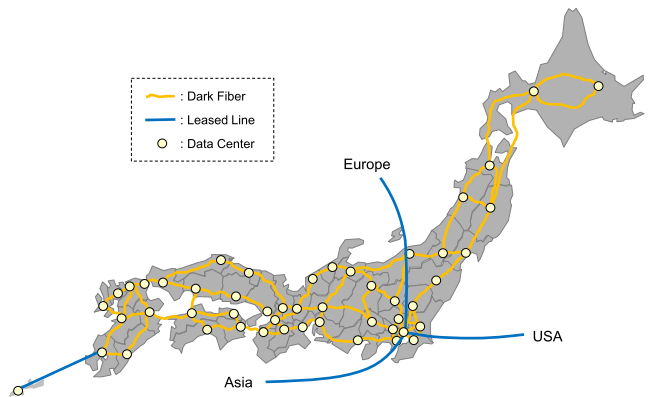 : Dark Fiber
: Leased Line
: Data Center
Europe
USA
Asia